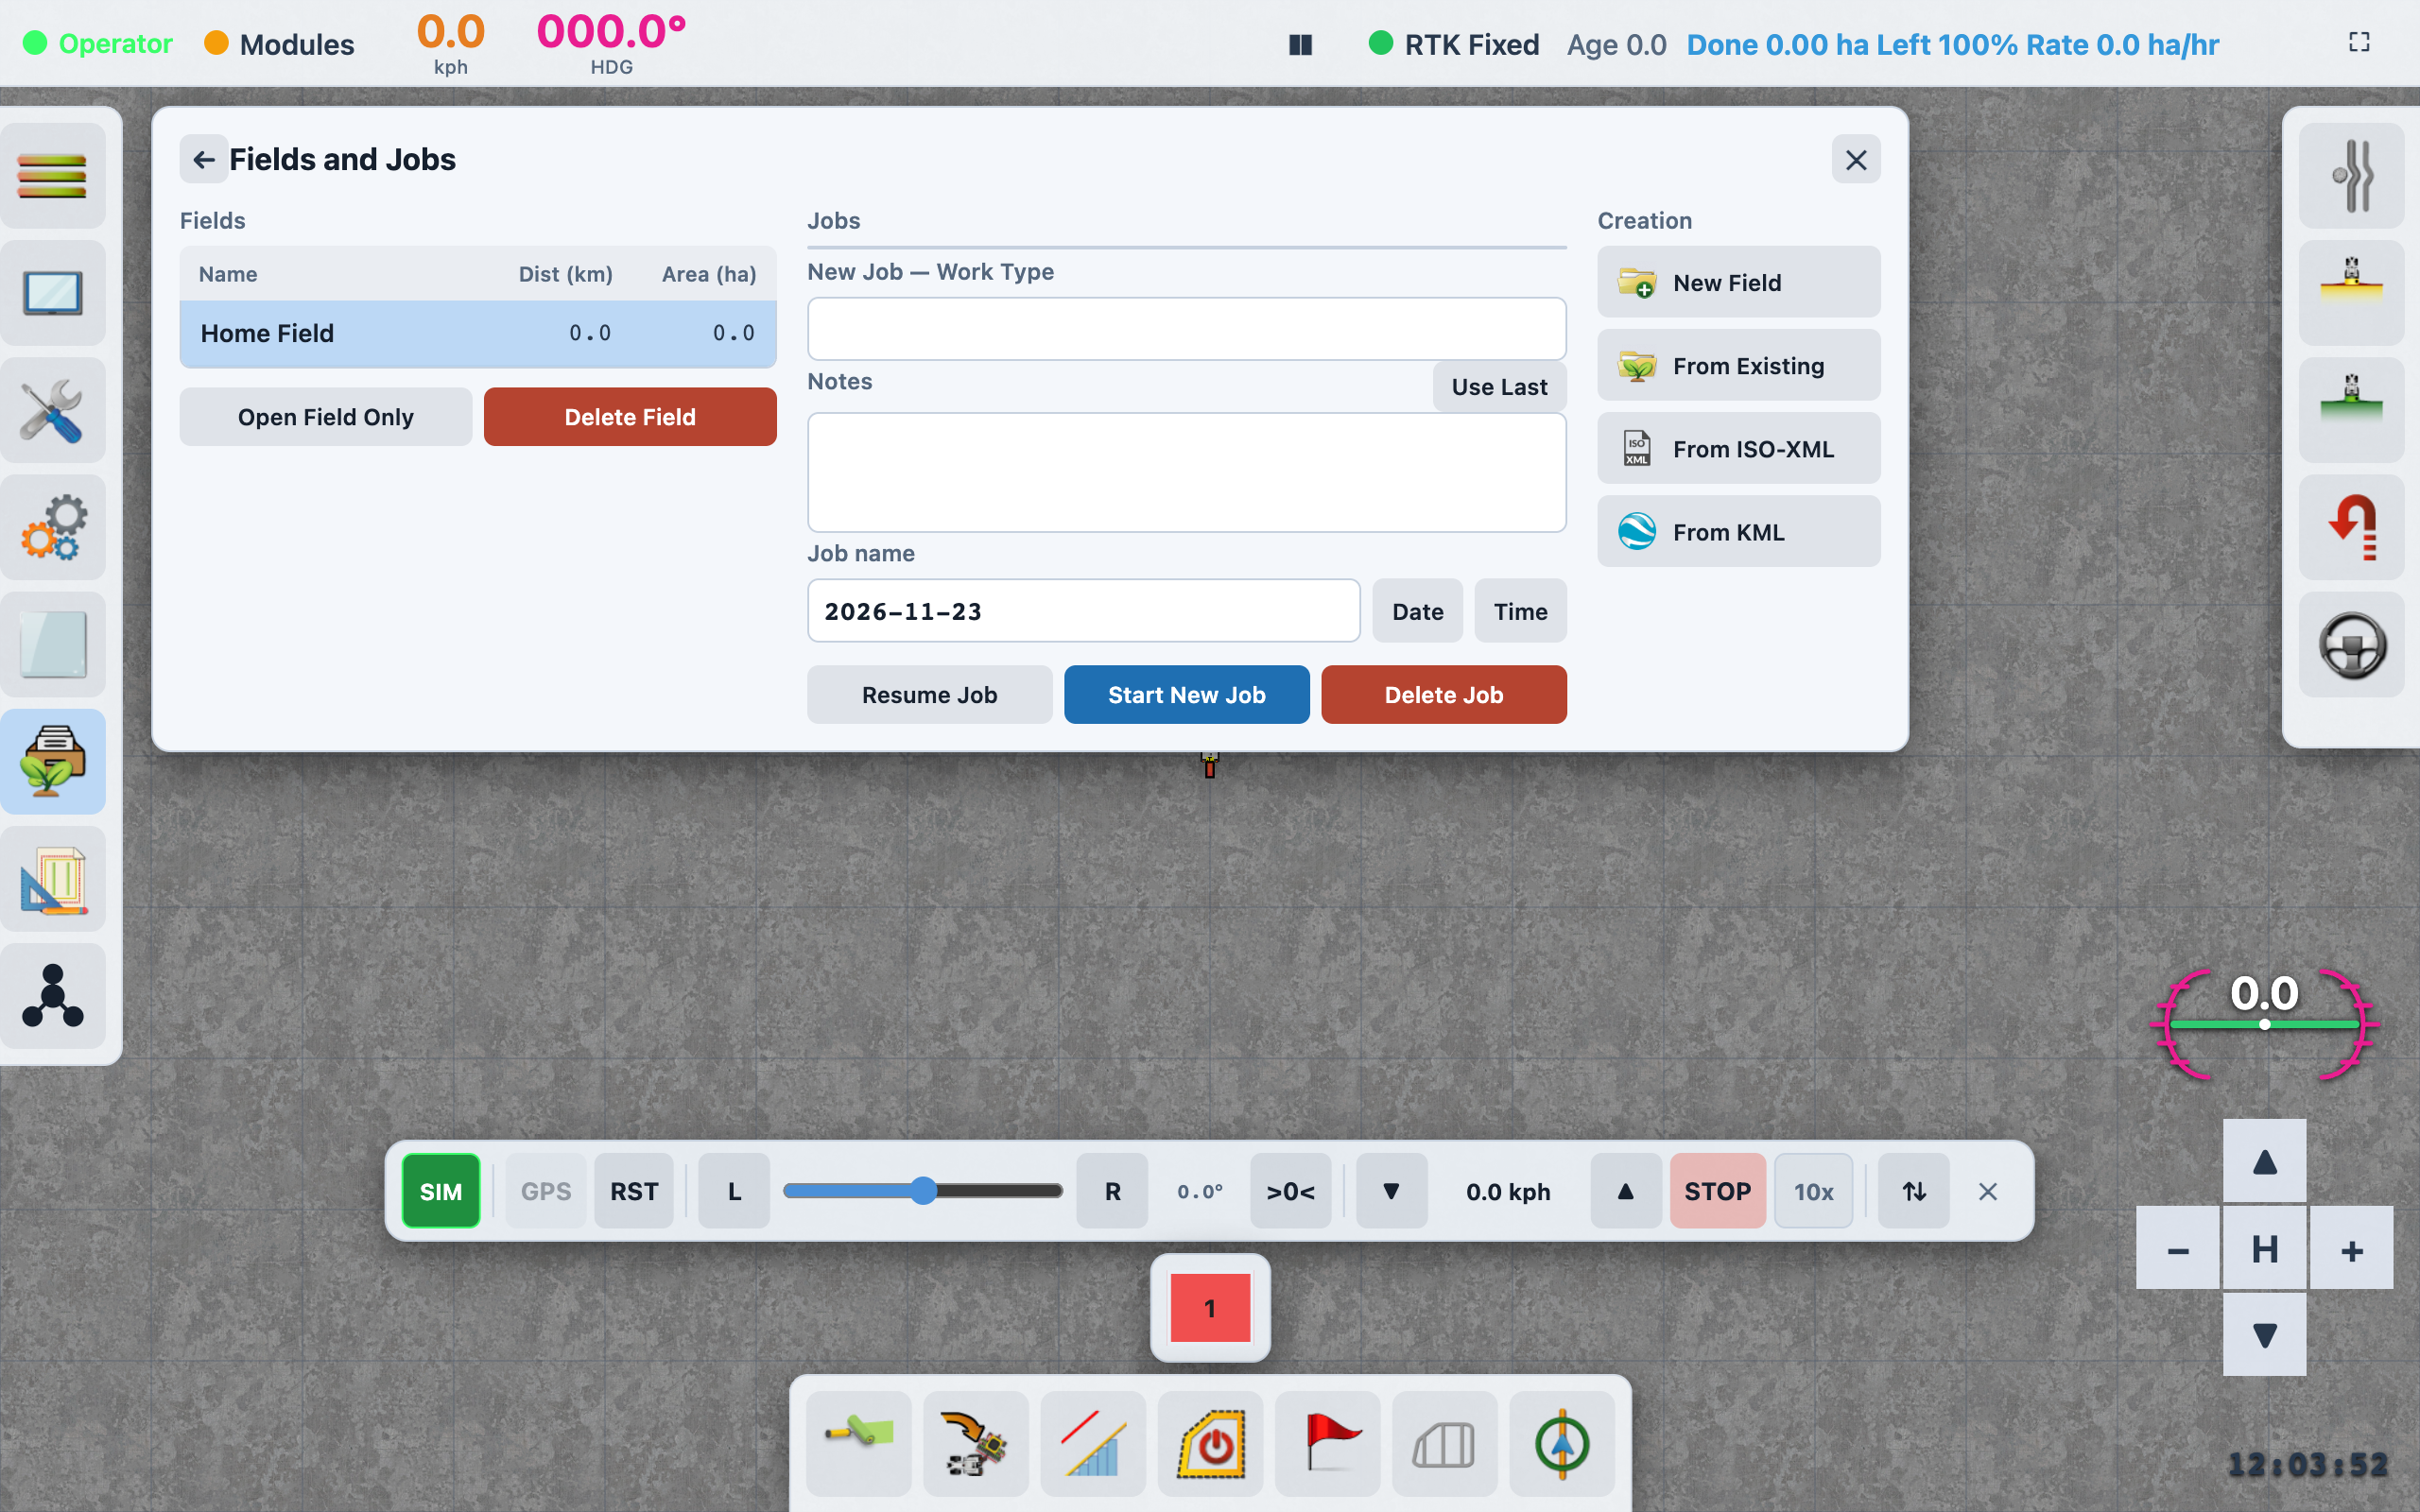 Operator
Modules
0.0
kph
000.0°
HDG
RTK Fixed
Age 0.0
Done 0.00 ha Left 100% Rate 0.0 ha/hr
Fields and Jobs
Fields
Name
Dist (km)
Area (ha)
Home Field
0.0
0.0
Open Field Only
Delete Field
Jobs
New Job — Work Type
Notes
Use Last
Job name
2026-11-23
Date
Time
Resume Job
Start New Job
Delete Job
Creation
New Field
From Existing
ISO
XML
From ISO-XML
From KML
0.0
SIM
GPS
RST
L
R
0.0°
>0<
0.0 kph
STOP
10x
H
1
12:03:52